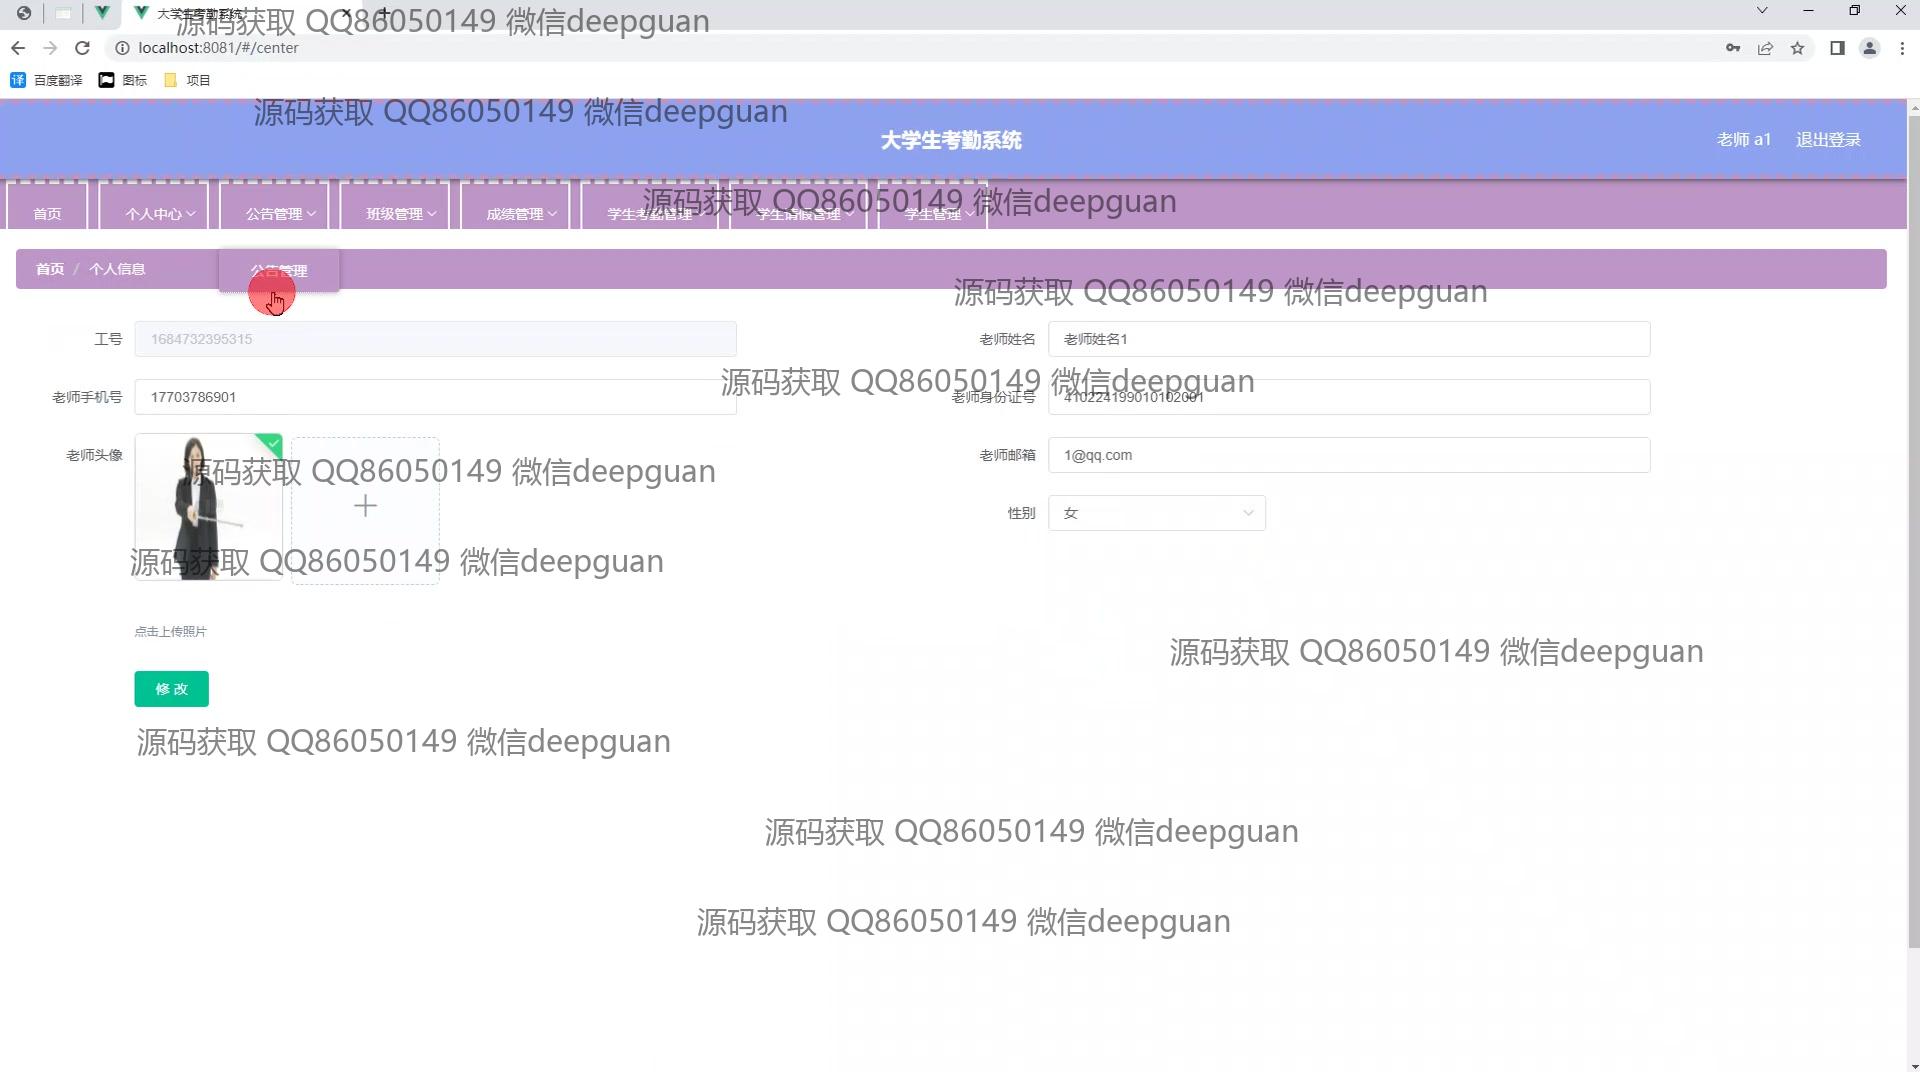 大学生考勤系统
源码获取 QQ86050149 微信deepguan
localhost:8081/#/center
百度翻译 图标 项目
源码获取 QQ86050149 微信deepguan
大学生考勤系统 老师 a1 退出登录
源码获取 QQ86050149 微信deepguan
首页 个人中心 公告管理 班级管理 成绩管理 学生考勤管理 学生请假管理 学生管理
首页 / 个人信息 公告管理
源码获取 QQ86050149 微信deepguan
工号 1684732395315 老师姓名 老师姓名1
源码获取 QQ86050149 微信deepguan
老师手机号 17703786901 老师身份证号 410224199010102001
老师头像 老师邮箱 1@qq.com
源码获取 QQ86050149 微信deepguan
性别 女
源码获取 QQ86050149 微信deepguan
点击上传照片
源码获取 QQ86050149 微信deepguan
修改
源码获取 QQ86050149 微信deepguan
源码获取 QQ86050149 微信deepguan
源码获取 QQ86050149 微信deepguan